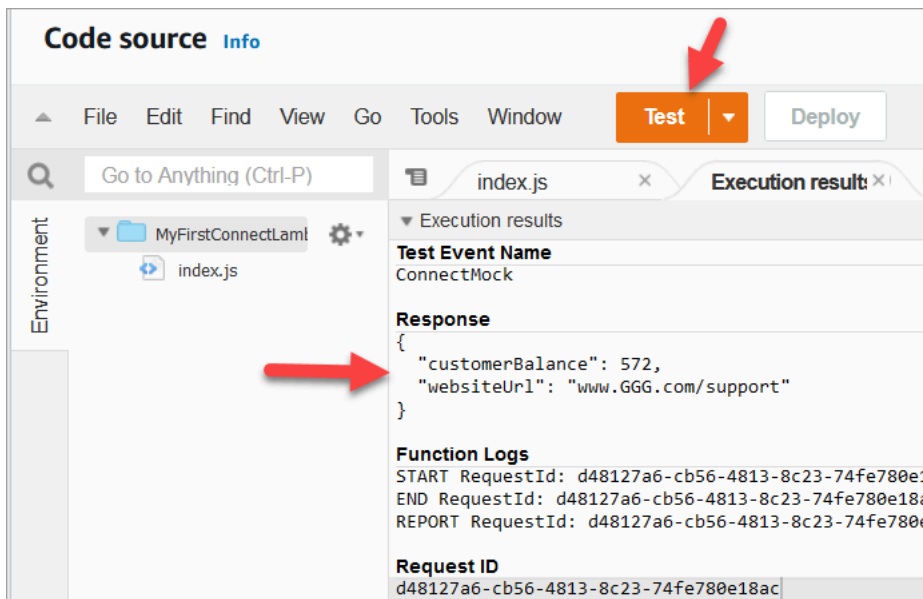 Code source Info
File Edit Find View Go Tools Window Test Deploy
Go to Anything (Ctrl-P)
index.js
Execution results
Environment
MyFirstConnectLamb
index.js
Execution results
Test Event Name
ConnectMock
Response
{
"customerBalance": 572,
"websiteUrl": "www.GGG.com/support"
}
Function Logs
START RequestId: d48127a6-cb56-4813-8c23-74fe780e1
END RequestId: d48127a6-cb56-4813-8c23-74fe780e18a
REPORT RequestId: d48127a6-cb56-4813-8c23-74fe780e
Request ID
d48127a6-cb56-4813-8c23-74fe780e18ac